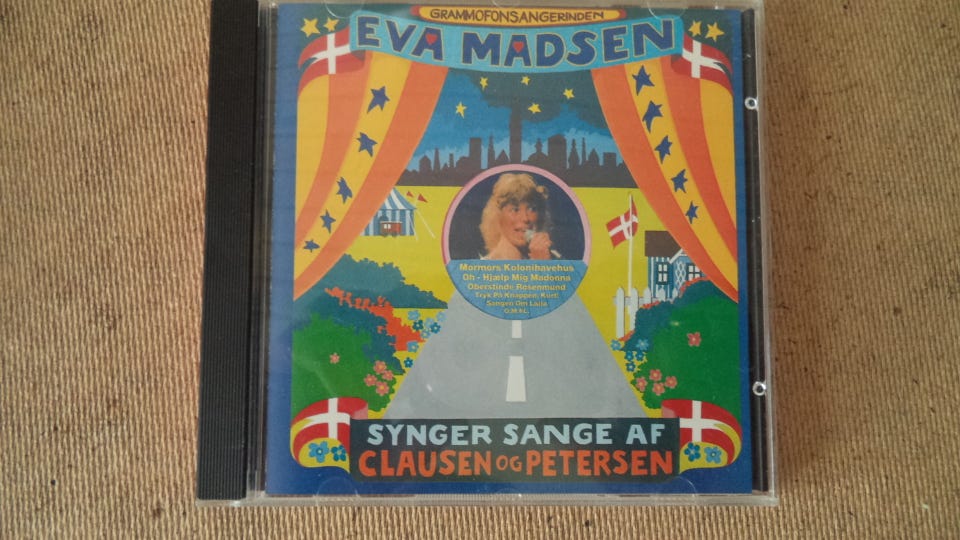 GRAMMOFONSANGERINDEN
EVA MADSEN
Mormors Kolonihavehus
Oh - Hjælp Mig Madonna
Oberstinde Rosenmund
Tryk På Knappen, Kurt!
Sangen Om Laila
O.M.FL.
SYNGER SANGE AF
CLAUSEN OG PETERSEN